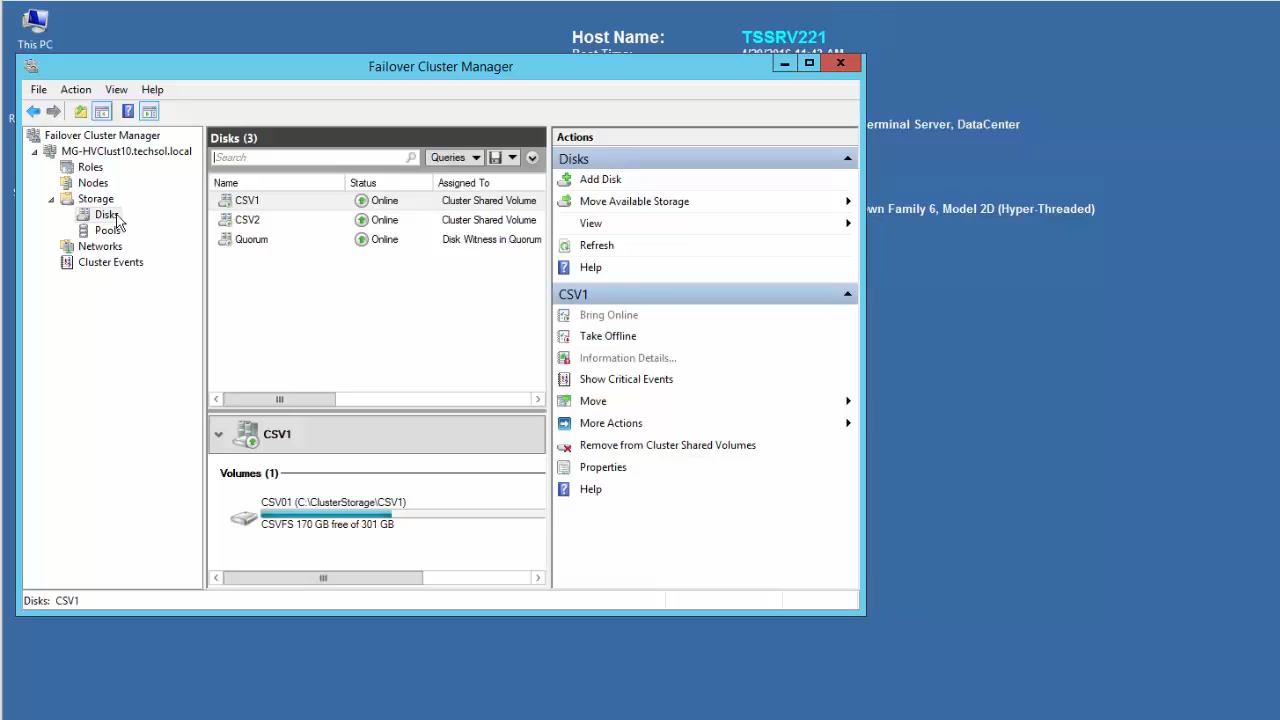 This PC
Host Name: TSSRV221
Failover Cluster Manager
File Action View Help
Failover Cluster Manager
MG-HVClust10.techsol.local
Roles
Nodes
Storage
Disks
Pools
Networks
Cluster Events
Disks (3)
Search
Queries
Name Status Assigned To
CSV1 Online Cluster Shared Volume
CSV2 Online Cluster Shared Volume
Quorum Online Disk Witness in Quorum
CSV1
Volumes (1)
CSV01 (C:\ClusterStorage\CSV1)
CSVFS 170 GB free of 301 GB
Actions
Disks
Add Disk
Move Available Storage
View
Refresh
Help
CSV1
Bring Online
Take Offline
Information Details...
Show Critical Events
Move
More Actions
Remove from Cluster Shared Volumes
Properties
Help
Disks: CSV1
erminal Server, DataCenter
wn Family 6, Model 2D (Hyper-Threaded)